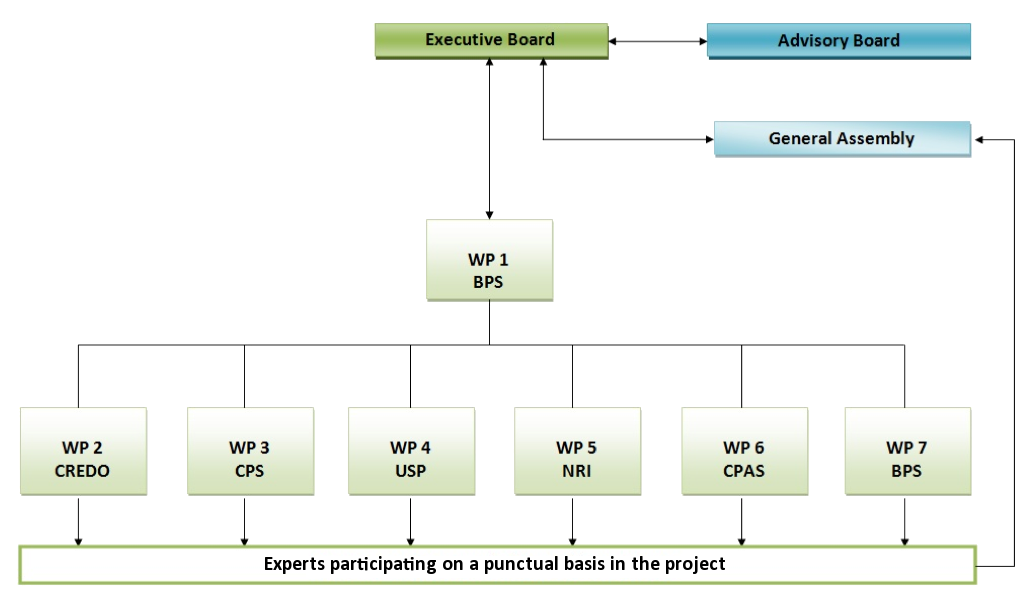 Executive Board
Advisory Board
General Assembly
WP 1
BPS
WP 2
CREDO
WP 3
CPS
WP 4
USP
WP 5
NRI
WP 6
CPAS
WP 7
BPS
Experts participating on a punctual basis in the project